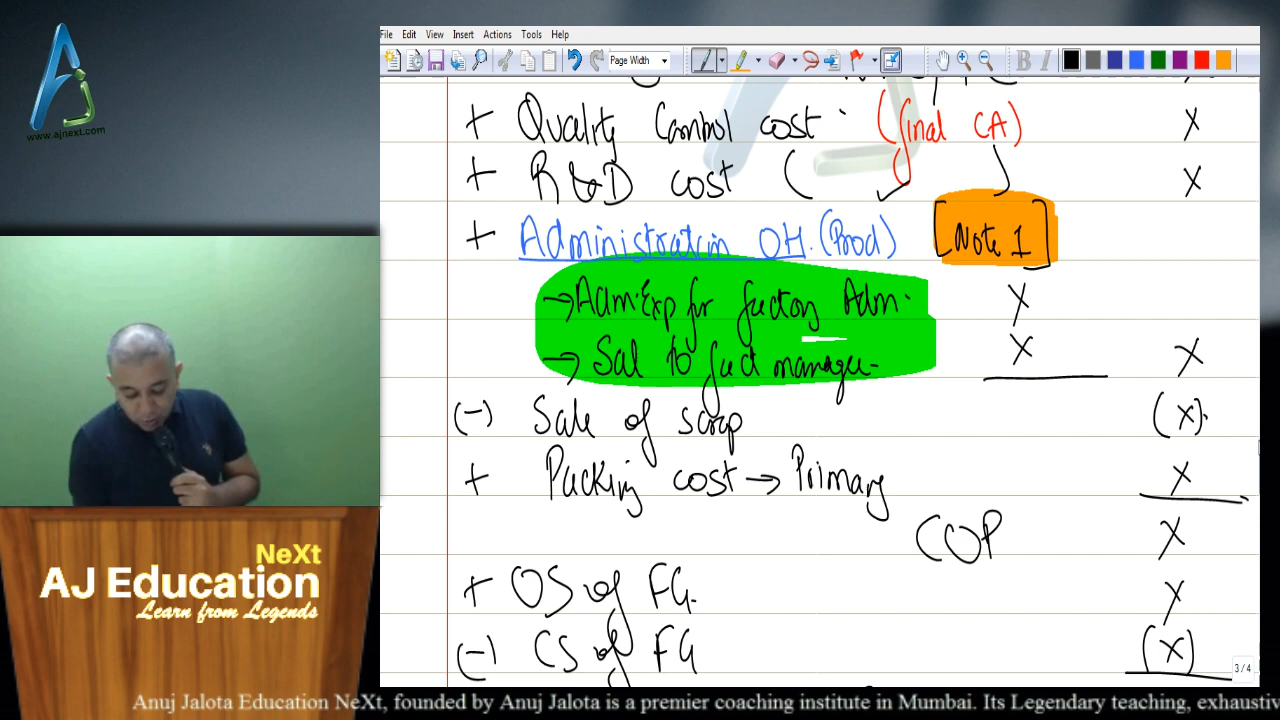 www.ajnext.com
File Edit View Insert Actions Tools Help
Page Width
B I
+ Quality Control cost (final CA) X
+ R&D cost ( ) X
+ Administration OH. (Prod) [Note 1]
→ Adm. Exp for factory Adm. X
→ Sal to fact manager X X
(-) Sale of scrap (X)
+ Packing cost → Primary X
COP X
+ OS of FG. X
(-) CS of FG (X)
3/4
NeXt
AJ Education
Learn from Legends
Anuj Jalota Education NeXt, founded by Anuj Jalota is a premier coaching institute in Mumbai. Its Legendary teaching, exhaustiv